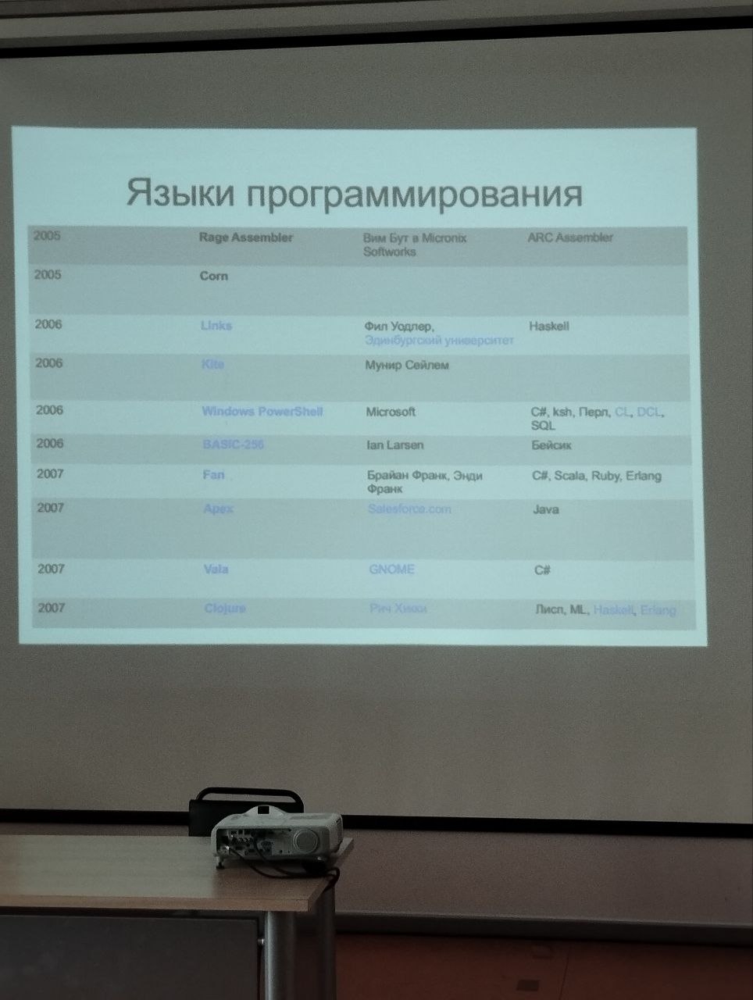 Языки программирования
2005 Rage Assembler Вим Бут в Micronix ARC Assembler
Softworks
2005 Corn
2006 Links Фил Уодлер, Haskell
Эдинбургский университет
2006 Kite Мунир Сейлем
2006 Windows PowerShell Microsoft C#, ksh, Перл, CL, DCL,
SQL
2006 BASIC-256 Ian Larsen Бейсик
2007 Fan Брайан Франк, Энди C#, Scala, Ruby, Erlang
Франк
2007 Apex Salesforce.com Java
2007 Vala GNOME C#
2007 Clojure Рич Хикки Лисп, ML, Haskell, Erlang